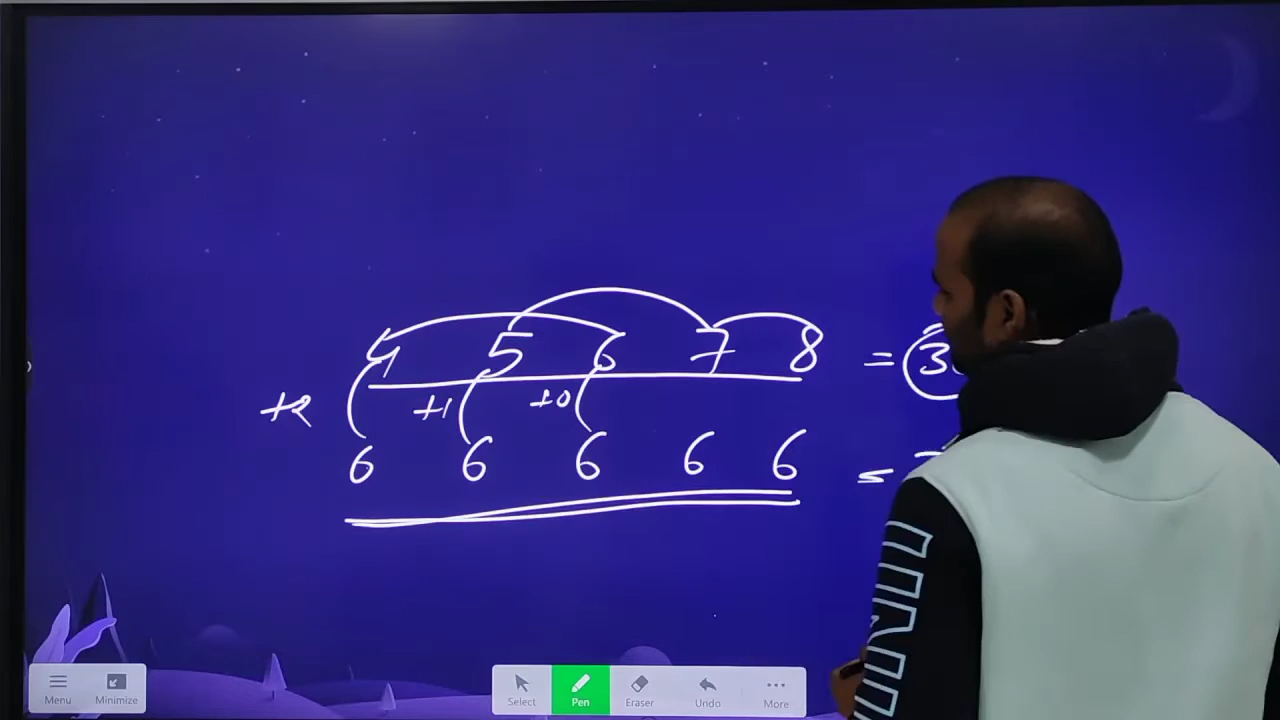 4 5 6 7 8 = 3
+2 +1 +0
6 6 6 6 6 =
Menu Minimize Select Pen Eraser Undo More